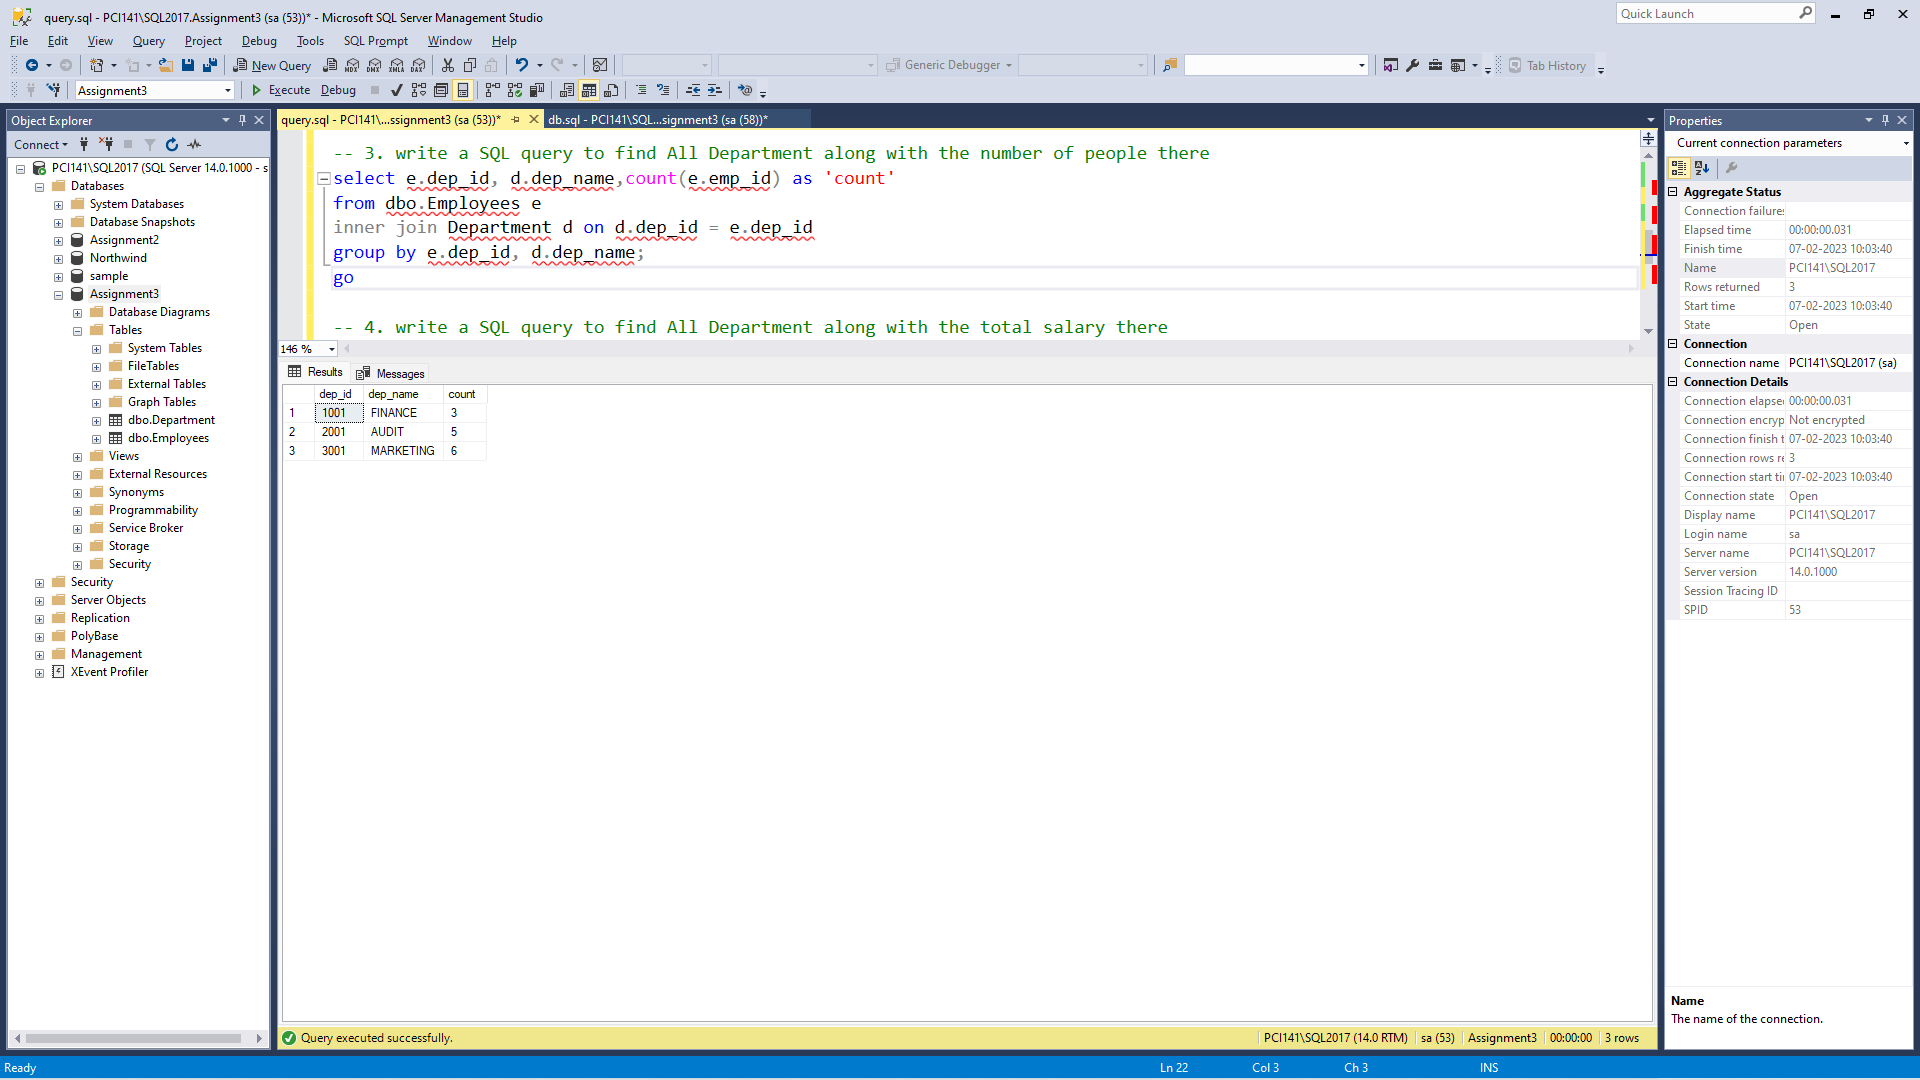 query.sql - PCI141\SQL2017.Assignment3 (sa (53))* - Microsoft SQL Server Management Studio
Quick Launch
File Edit View Query Project Debug Tools SQL Prompt Window Help
New Query
Generic Debugger
Tab History
Assignment3
Execute Debug
Object Explorer
Connect
PCI141\SQL2017 (SQL Server 14.0.1000 - s
Databases
System Databases
Database Snapshots
Assignment2
Northwind
sample
Assignment3
Database Diagrams
Tables
System Tables
FileTables
External Tables
Graph Tables
dbo.Department
dbo.Employees
Views
External Resources
Synonyms
Programmability
Service Broker
Storage
Security
Security
Server Objects
Replication
PolyBase
Management
XEvent Profiler
query.sql - PCI141\...ssignment3 (sa (53))*
db.sql - PCI141\SQL...signment3 (sa (58))*
-- 3. write a SQL query to find All Department along with the number of people there
select e.dep_id, d.dep_name,count(e.emp_id) as 'count'
from dbo.Employees e
inner join Department d on d.dep_id = e.dep_id
group by e.dep_id, d.dep_name;
go
-- 4. write a SQL query to find All Department along with the total salary there
146 %
Results Messages
dep_id dep_name count
1 1001 FINANCE 3
2 2001 AUDIT 5
3 3001 MARKETING 6
Query executed successfully.
PCI141\SQL2017 (14.0 RTM) sa (53) Assignment3 00:00:00 3 rows
Properties
Current connection parameters
Aggregate Status
Connection failures
Elapsed time 00:00:00.031
Finish time 07-02-2023 10:03:40
Name PCI141\SQL2017
Rows returned 3
Start time 07-02-2023 10:03:40
State Open
Connection
Connection name PCI141\SQL2017 (sa)
Connection Details
Connection elapse 00:00:00.031
Connection encryp Not encrypted
Connection finish t 07-02-2023 10:03:40
Connection rows re 3
Connection start ti 07-02-2023 10:03:40
Connection state Open
Display name PCI141\SQL2017
Login name sa
Server name PCI141\SQL2017
Server version 14.0.1000
Session Tracing ID
SPID 53
Name
The name of the connection.
Ready
Ln 22 Col 3 Ch 3 INS